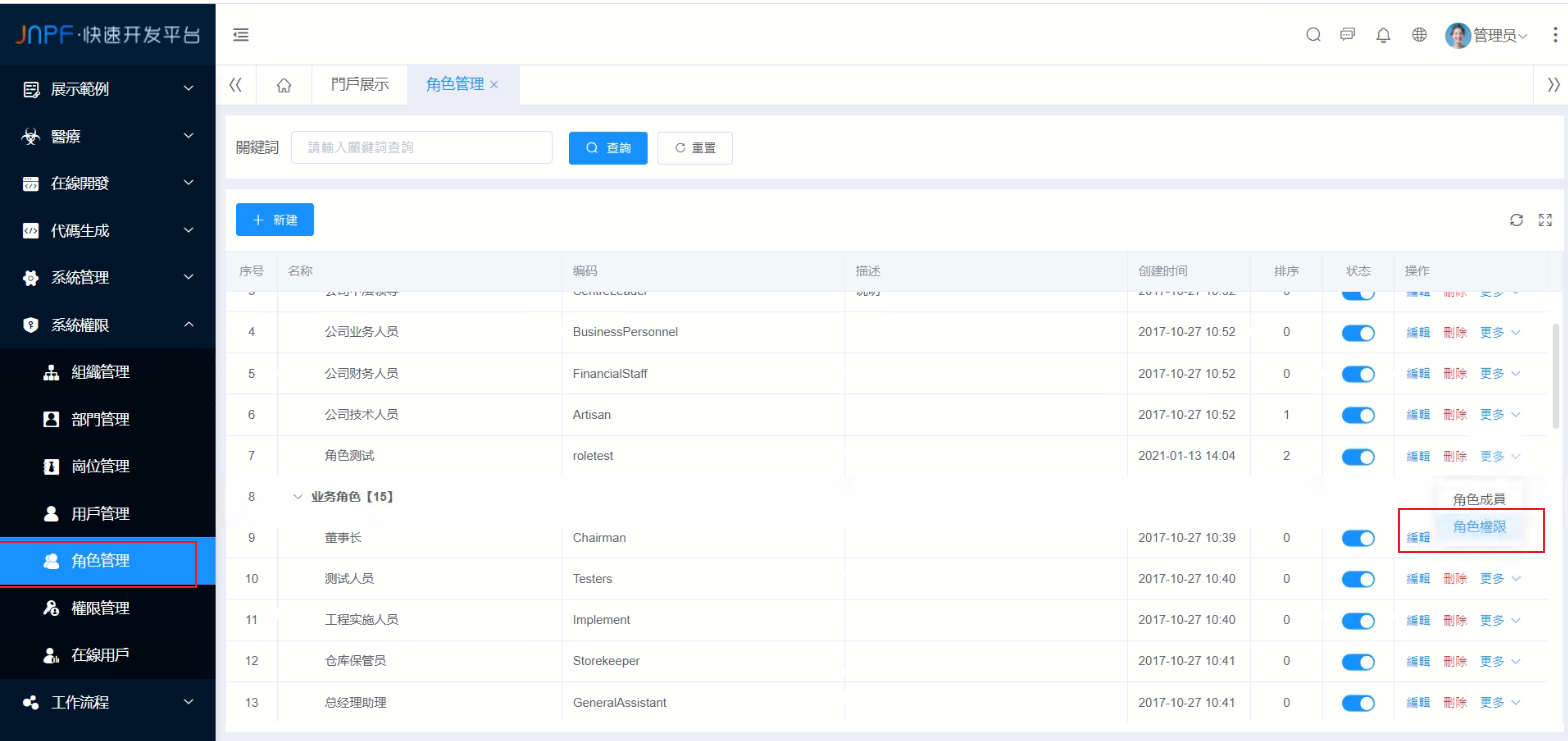 JNPF·快速开发平台
管理员
門戶展示
角色管理
展示範例
醫療
在線開發
代碼生成
系統管理
系統權限
組織管理
部門管理
崗位管理
用戶管理
角色管理
權限管理
在線用戶
工作流程
關鍵詞 請輸入關鍵詞查詢 查詢 重置
新建
序号 名称 编码 描述 创建时间 排序 状态 操作
4 公司业务人员 BusinessPersonnel 2017-10-27 10:52 0 編輯 刪除 更多
5 公司财务人员 FinancialStaff 2017-10-27 10:52 0 編輯 刪除 更多
6 公司技术人员 Artisan 2017-10-27 10:52 1 編輯 刪除 更多
7 角色测试 roletest 2021-01-13 14:04 2 編輯 刪除 更多
8 业务角色【15】
角色成員
角色權限
9 董事长 Chairman 2017-10-27 10:39 0 編輯
10 测试人员 Testers 2017-10-27 10:40 0 編輯 刪除 更多
11 工程实施人员 Implement 2017-10-27 10:40 0 編輯 刪除 更多
12 仓库保管员 Storekeeper 2017-10-27 10:41 0 編輯 刪除 更多
13 总经理助理 GeneralAssistant 2017-10-27 10:41 0 編輯 刪除 更多